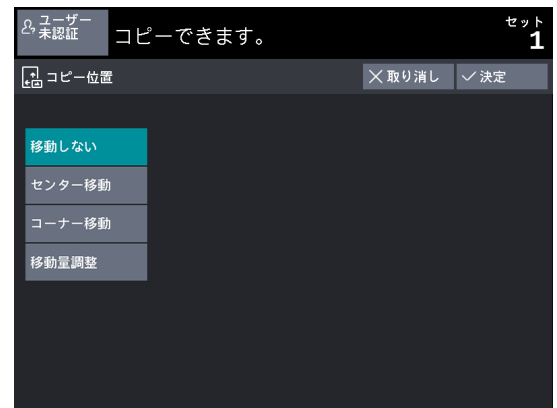 ユーザー
未認証
コピーできます。
セット
1
コピー位置
取り消し
決定
移動しない
センター移動
コーナー移動
移動量調整